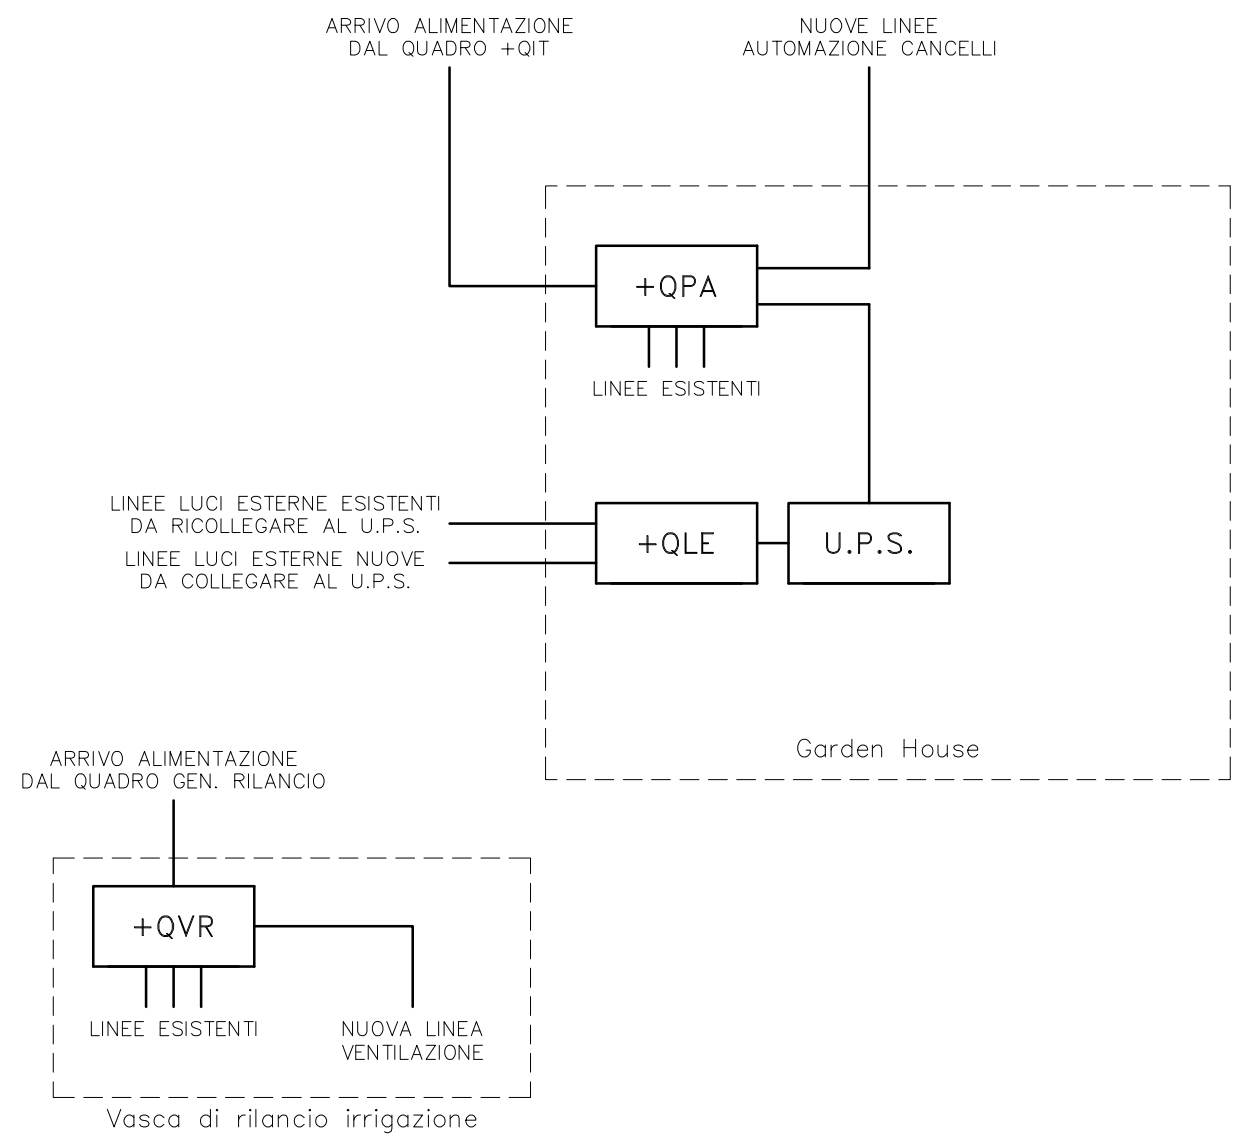 ARRIVO ALIMENTAZIONE
DAL QUADRO +QIT
NUOVE LINEE
AUTOMAZIONE CANCELLI
+QPA
LINEE ESISTENTI
LINEE LUCI ESTERNE ESISTENTI
DA RICOLLEGARE AL U.P.S.
LINEE LUCI ESTERNE NUOVE
DA COLLEGARE AL U.P.S.
+QLE
U.P.S.
Garden House
ARRIVO ALIMENTAZIONE
DAL QUADRO GEN. RILANCIO
+QVR
LINEE ESISTENTI
NUOVA LINEA
VENTILAZIONE
Vasca di rilancio irrigazione